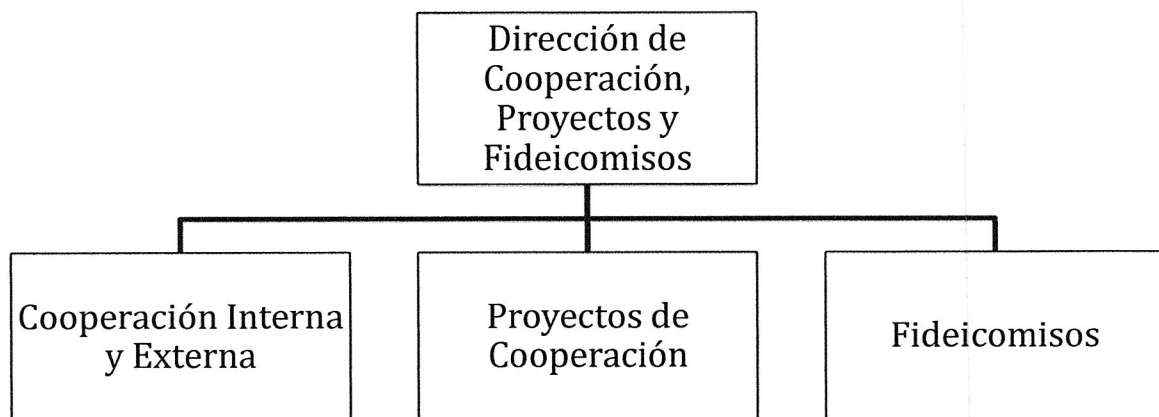 Dirección de
Cooperación,
Proyectos y
Fideicomisos
Cooperación Interna
y Externa
Proyectos de
Cooperación
Fideicomisos